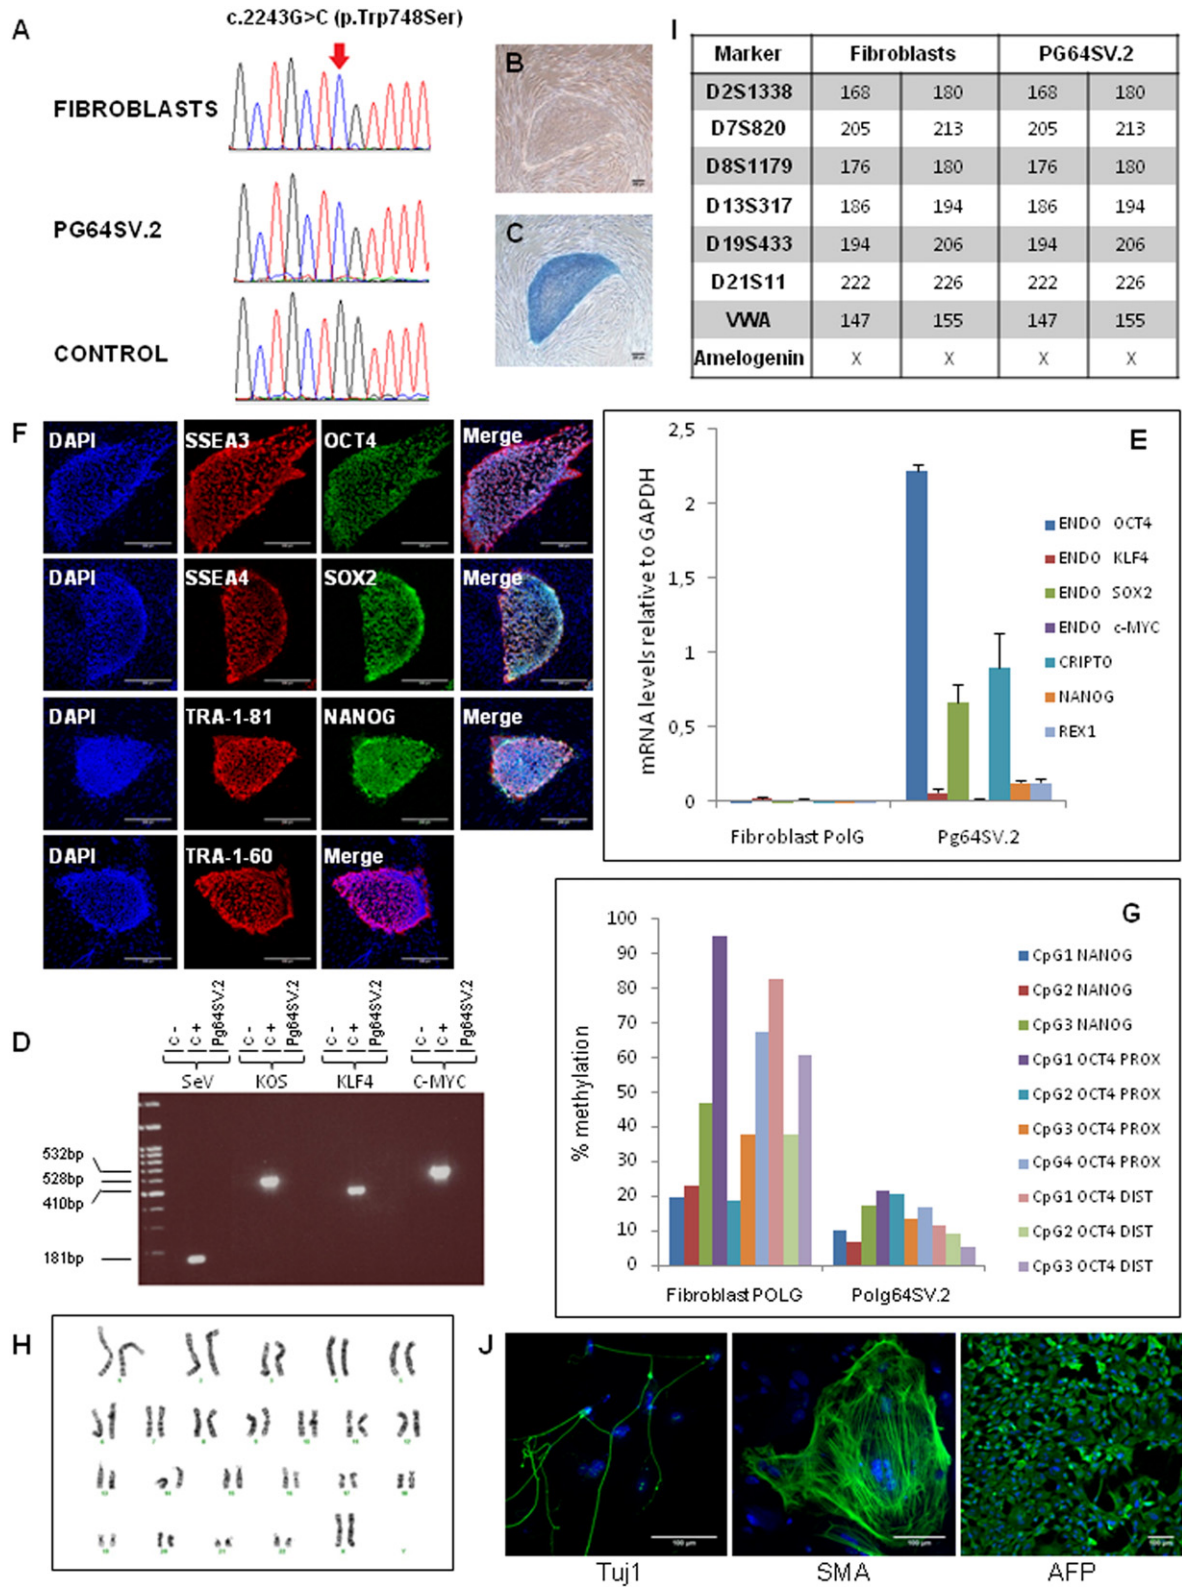 A
c.2243G>C (p.Trp748Ser)
FIBROBLASTS
PG64SV.2
CONTROL
B
C
I
Marker Fibroblasts PG64SV.2
D2S1338 168 180 168 180
D7S820 205 213 205 213
D8S1179 176 180 176 180
D13S317 186 194 186 194
D19S433 194 206 194 206
D21S11 222 226 222 226
VWA 147 155 147 155
Amelogenin X X X X
F
DAPI SSEA3 OCT4 Merge
DAPI SSEA4 SOX2 Merge
DAPI TRA-1-81 NANOG Merge
DAPI TRA-1-60 Merge
E
mRNA levels relative to GAPDH
2,5
2
1,5
1
0,5
0
Fibroblast PolG Pg64SV.2
ENDO OCT4
ENDO KLF4
ENDO SOX2
ENDO c-MYC
CRIPTO
NANOG
REX1
D
C - C + Pg64SV.2 C - C + Pg64SV.2 C - C + Pg64SV.2 C - C + Pg64SV.2
SeV KOS KLF4 C-MYC
532bp
528bp
410bp
181bp
G
% methylation
100
90
80
70
60
50
40
30
20
10
0
Fibroblast POLG Polg64SV.2
CpG1 NANOG
CpG2 NANOG
CpG3 NANOG
CpG1 OCT4 PROX
CpG2 OCT4 PROX
CpG3 OCT4 PROX
CpG4 OCT4 PROX
CpG1 OCT4 DIST
CpG2 OCT4 DIST
CpG3 OCT4 DIST
H
J
100 µm 100 µm 100 µm
Tuj1 SMA AFP